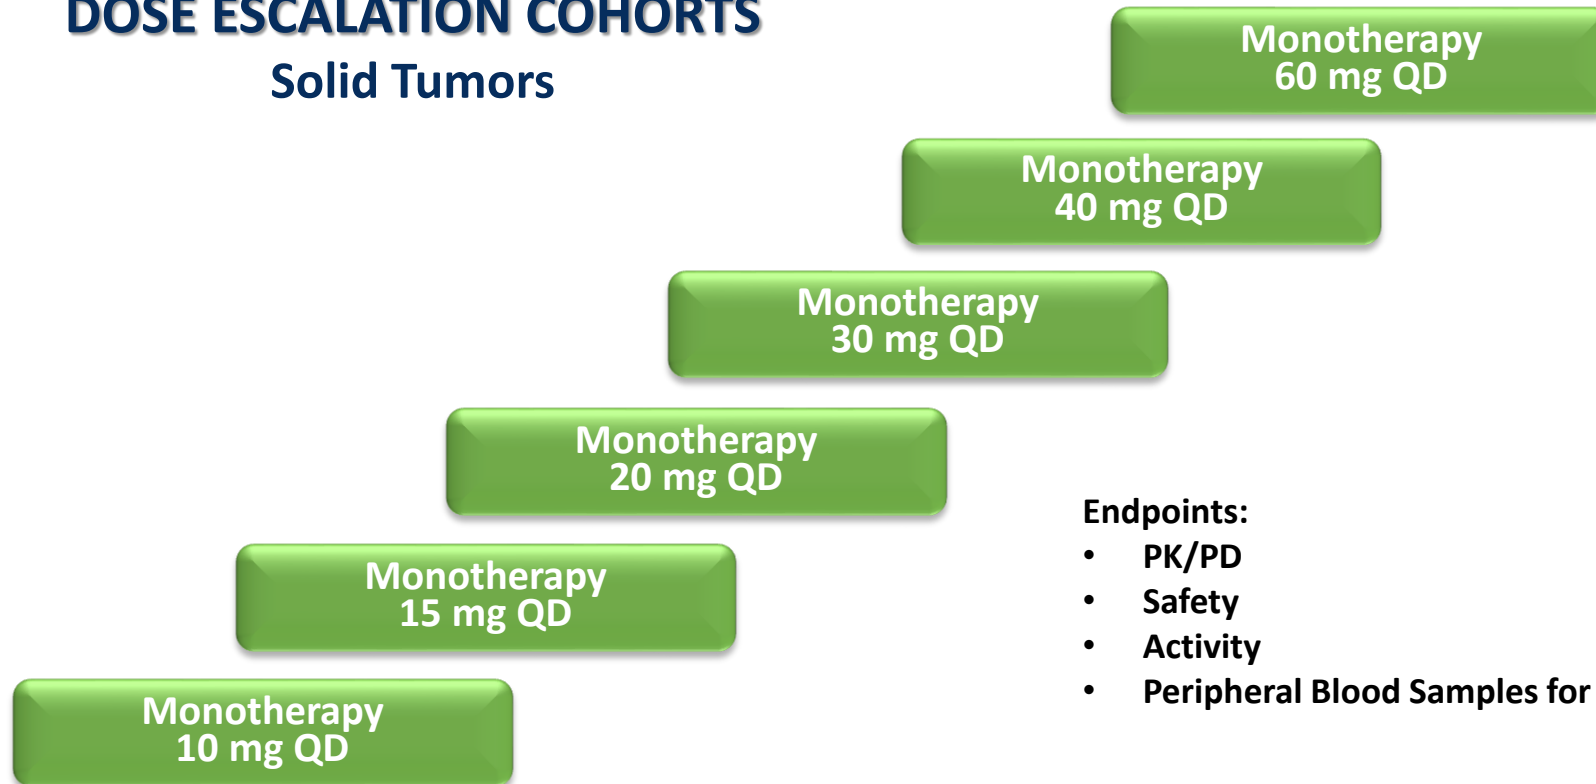 DOSE ESCALATION COHORTS
Solid Tumors
Monotherapy
60 mg QD
Monotherapy
40 mg QD
Monotherapy
30 mg QD
Monotherapy
20 mg QD
Monotherapy
15 mg QD
Monotherapy
10 mg QD
Endpoints:
• PK/PD
• Safety
• Activity
• Peripheral Blood Samples for